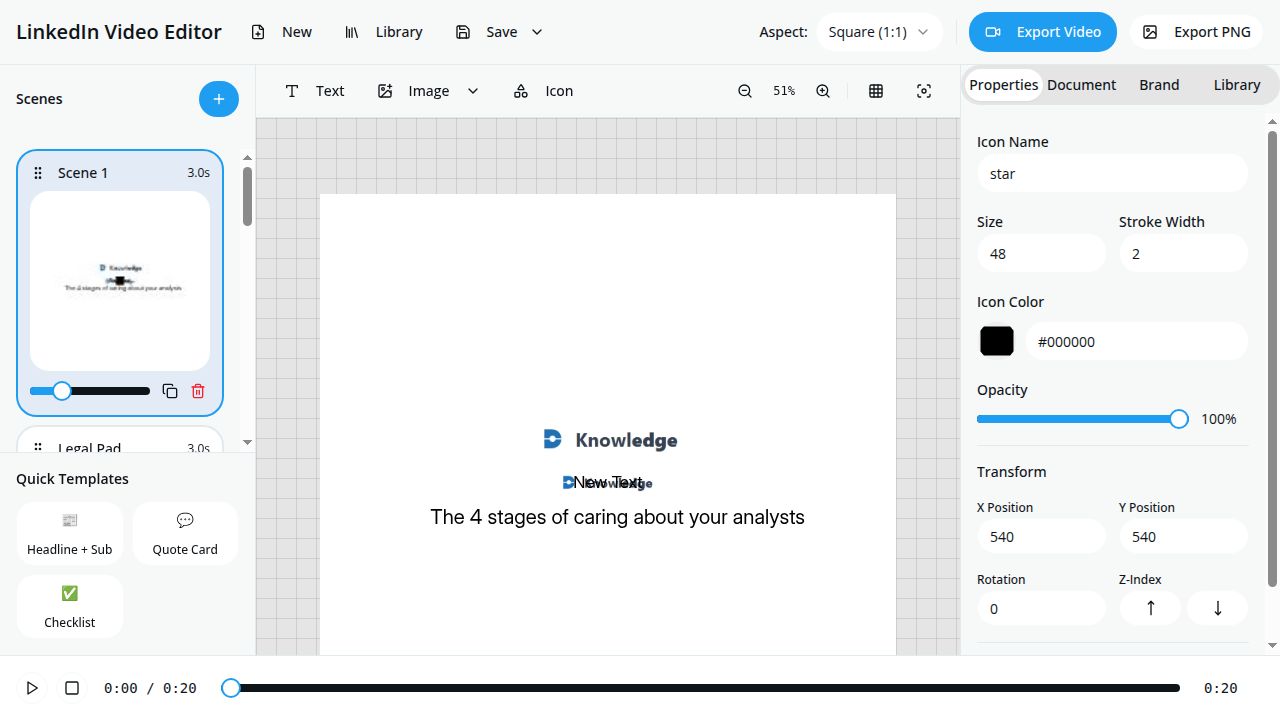 LinkedIn Video Editor
New
Library
Save
Aspect:
Square (1:1)
Export Video
Export PNG
Scenes
Text
Image
Icon
51%
Properties
Document
Brand
Library
Scene 1
3.0s
Knowledge
The 4 stages of caring about your analysts
Legal Pad
3.0s
Quick Templates
Headline + Sub
Quote Card
Checklist
Knowledge
New Text
Knowledge
The 4 stages of caring about your analysts
Icon Name
star
Size
Stroke Width
48
2
Icon Color
#000000
Opacity
100%
Transform
X Position
Y Position
540
540
Rotation
Z-Index
0
0:00 / 0:20
0:20